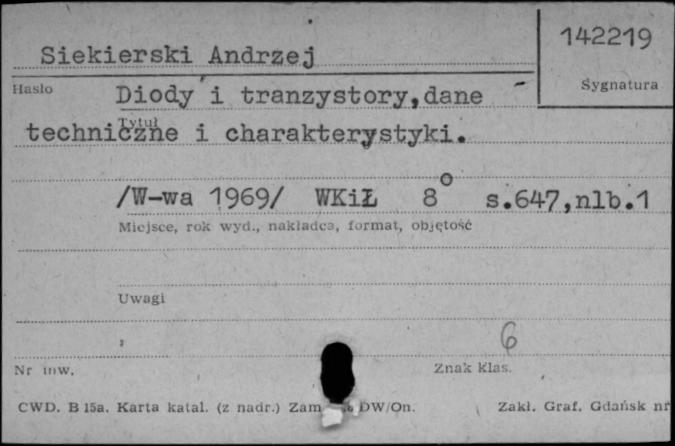 142219
Siekierski Andrzej
Hasło
Sygnatura
Diody i tranzystory,dane
Tytuł
techniczne i charakterystyki.
/W-wa 1969/ WKiŁ 8° s.647,nlb.1
Miejsce, rok wyd., nakładca, format, objętość
Uwagi
6
Nr inw.
Znak klas.
CWD. B 15a. Karta katal. (z nadr.) Zam DW/On. Zakł. Graf. Gdańsk nr